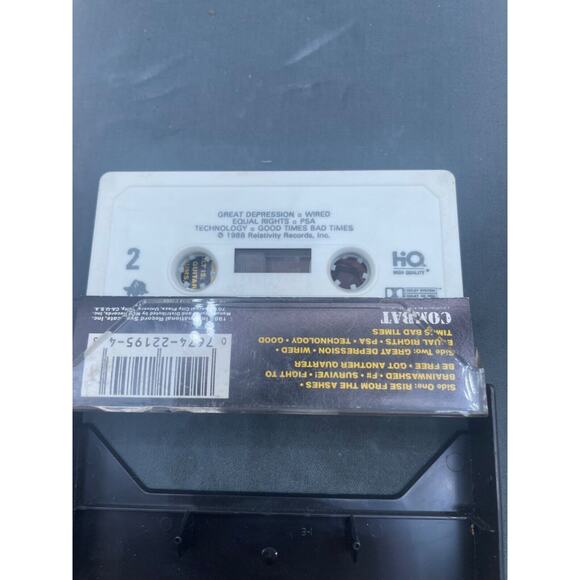 GREAT DEPRESSION □ WIRED
EQUAL RIGHTS □ PSA
TECHNOLOGY □ GOOD TIMES BAD TIMES
℗ 1988 Relativity Records, Inc.
2
HQ
HIGH QUALITY
GUITAR
Side One: RISE FROM THE ASHES •
BRAINWASHED • F# • SURVIVE! • FIGHT TO
BE FREE • GOT ANOTHER QUARTER
Side Two: GREAT DEPRESSION • WIRED •
EQUAL RIGHTS • PSA • TECHNOLOGY • GOOD
TIMES BAD TIMES
COMBAT
0 7674-22195-4